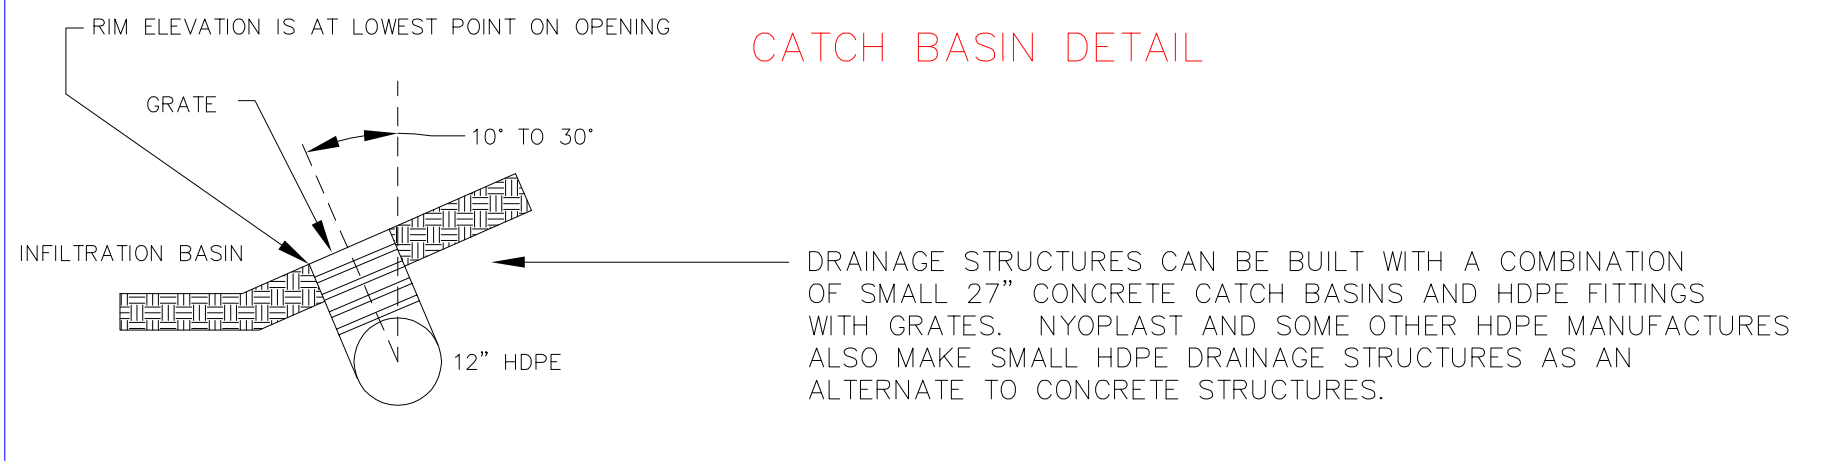 RIM ELEVATION IS AT LOWEST POINT ON OPENING
CATCH BASIN DETAIL
GRATE
10° TO 30°
INFILTRATION BASIN
12” HDPE
DRAINAGE STRUCTURES CAN BE BUILT WITH A COMBINATION
OF SMALL 27” CONCRETE CATCH BASINS AND HDPE FITTINGS
WITH GRATES. NYOPLAST AND SOME OTHER HDPE MANUFACTURES
ALSO MAKE SMALL HDPE DRAINAGE STRUCTURES AS AN
ALTERNATE TO CONCRETE STRUCTURES.